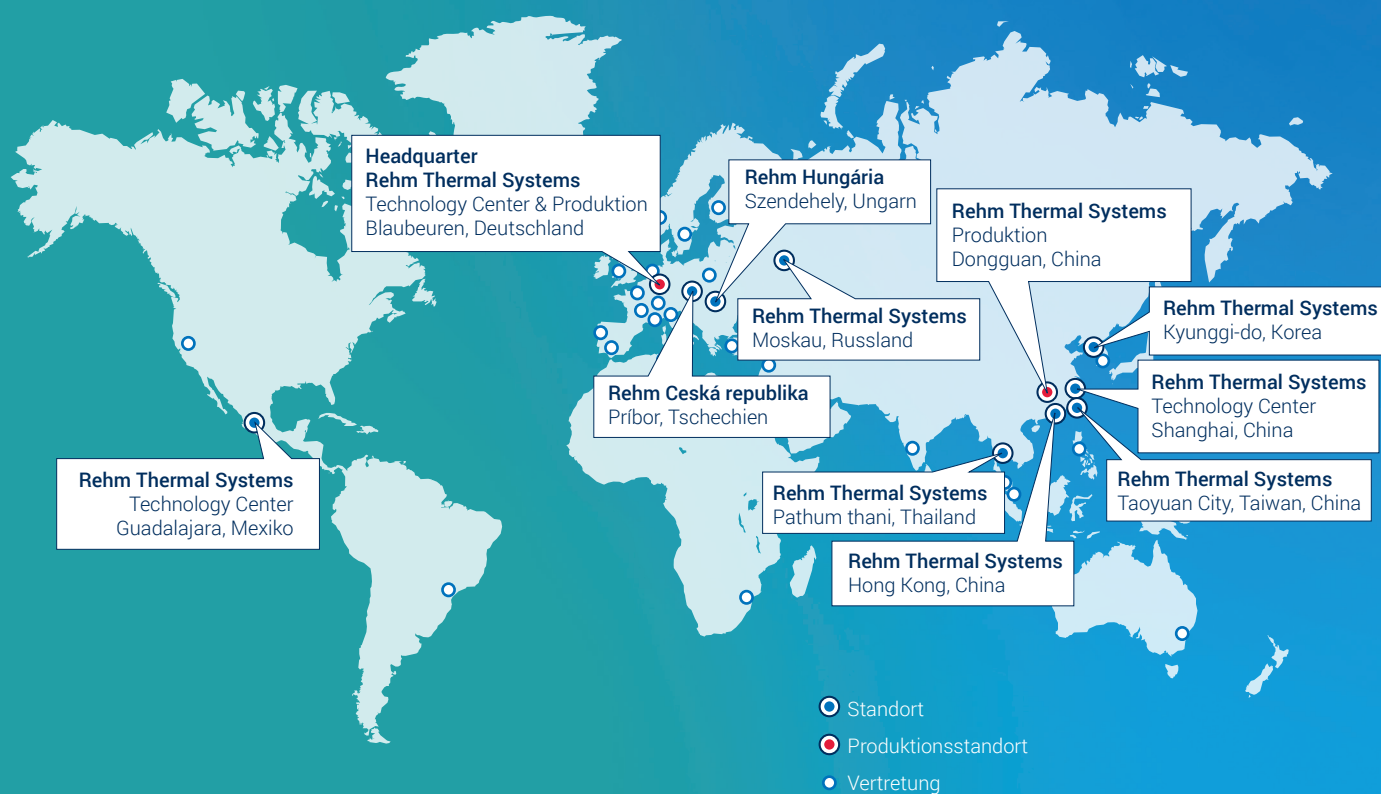 Headquarter
Rehm Thermal Systems
Technology Center & Produktion
Blaubeuren, Deutschland
Rehm Hungária
Szendehely, Ungarn
Rehm Thermal Systems
Produktion
Dongguan, China
Rehm Thermal Systems
Moskau, Russland
Rehm Thermal Systems
Kyunggi-do, Korea
Rehm Ceská republika
Príbor, Tschechien
Rehm Thermal Systems
Technology Center
Shanghai, China
Rehm Thermal Systems
Technology Center
Guadalajara, Mexiko
Rehm Thermal Systems
Pathum thani, Thailand
Rehm Thermal Systems
Taoyuan City, Taiwan, China
Rehm Thermal Systems
Hong Kong, China
Standort
Produktionsstandort
Vertretung